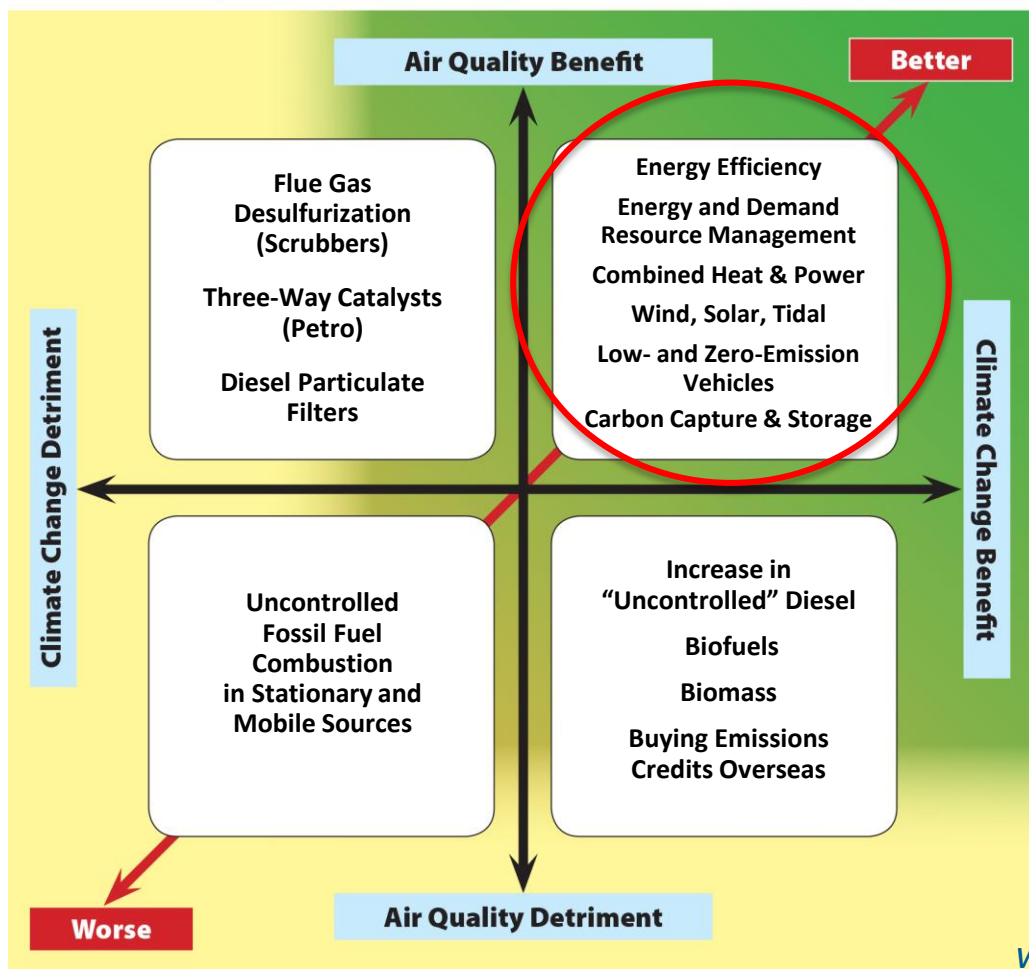 Air Quality Benefit
Better
Flue Gas
Desulfurization
(Scrubbers)
Three-Way Catalysts
(Petro)
Diesel Particulate
Filters
Energy Efficiency
Energy and Demand
Resource Management
Combined Heat & Power
Wind, Solar, Tidal
Low- and Zero-Emission
Vehicles
Carbon Capture & Storage
Climate Change Detriment
Climate Change Benefit
Uncontrolled
Fossil Fuel
Combustion
in Stationary and
Mobile Sources
Increase in
“Uncontrolled” Diesel
Biofuels
Biomass
Buying Emissions
Credits Overseas
Worse
Air Quality Detriment